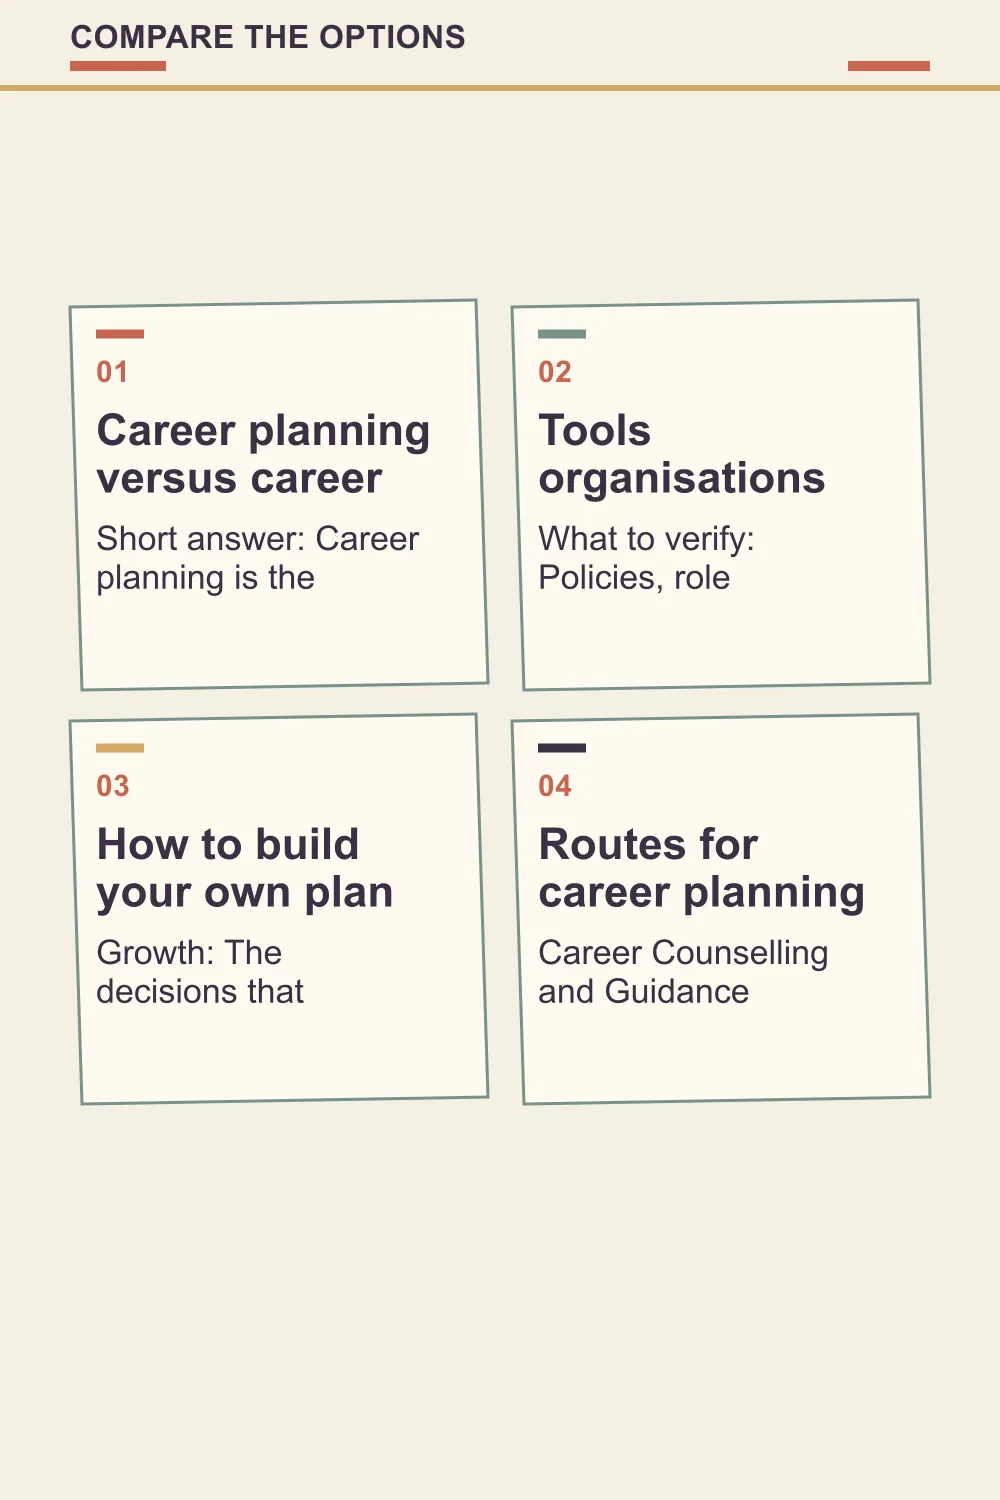 COMPARE THE OPTIONS
01
Career planning
versus career
Short answer: Career
planning is the
02
Tools
organisations
What to verify:
Policies, role
03
How to build
your own plan
Growth: The
decisions that
04
Routes for
career planning
Career Counselling
and Guidance